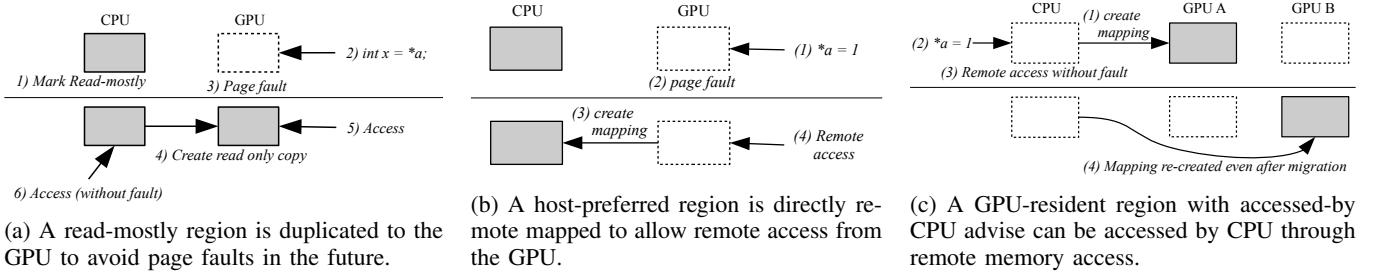 CPU
GPU
2) int x = *a;
1) Mark Read-mostly
3) Page fault
5) Access
4) Create read only copy
6) Access (without fault)
(a) A read-mostly region is duplicated to the
GPU to avoid page faults in the future.
CPU
GPU
(1) *a = 1
(2) page fault
(3) create
mapping
(4) Remote
access
(b) A host-preferred region is directly re-
mote mapped to allow remote access from
the GPU.
CPU
(1) create
mapping
GPU A
GPU B
(2) *a = 1
(3) Remote access without fault
(4) Mapping re-created even after migration
(c) A GPU-resident region with accessed-by
CPU advise can be accessed by CPU through
remote memory access.